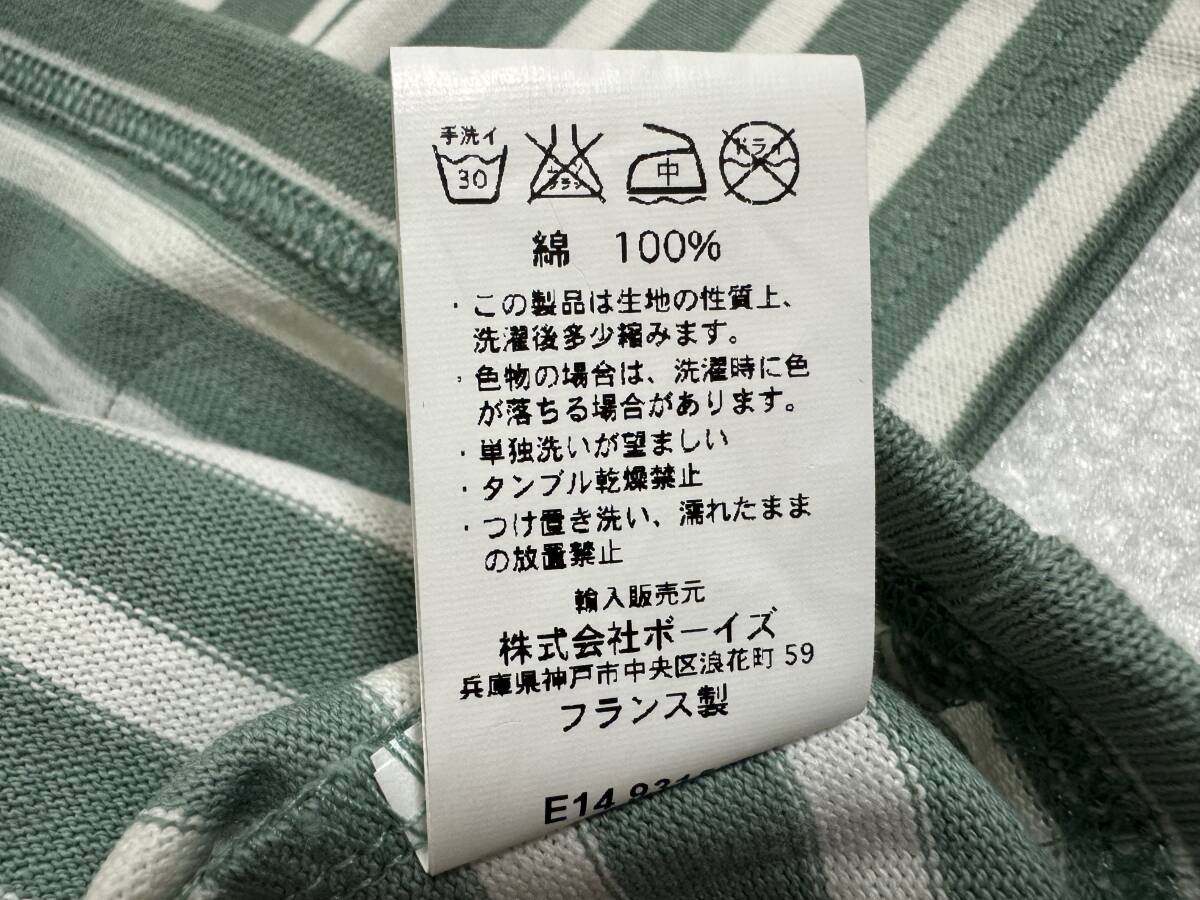 手洗イ
30
中
ドライ
綿 100%
・この製品は生地の性質上、
洗濯後多少縮みます。
・色物の場合は、洗濯時に色
が落ちる場合があります。
・単独洗いが望ましい
・タンブル乾燥禁止
・つけ置き洗い、濡れたまま
の放置禁止
輸入販売元
株式会社ボーイズ
兵庫県神戸市中央区浪花町 59
フランス製